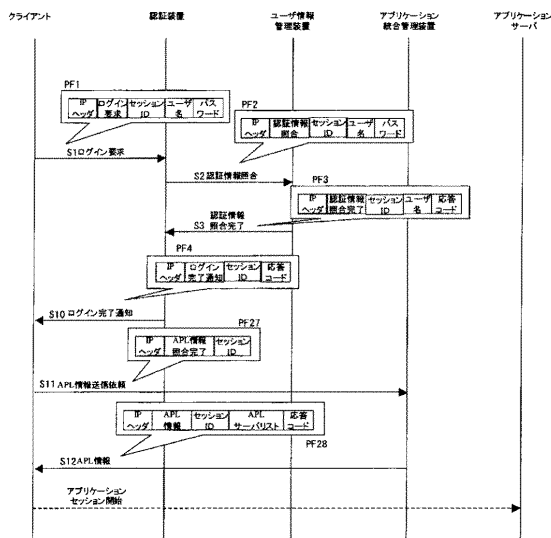 クライアント
認証装置
ユーザ情報
管理装置
アプリケーション
統合管理装置
アプリケーション
サーバ
PF1
IP
ヘッダ
ログイン
要求
セッション
ID
ユーザ
名
パス
ワード
PF2
IP
ヘッダ
認証情報
照合
セッション
ID
ユーザ
名
パス
ワード
S1ログイン要求
S2認証情報照合
PF3
IP
ヘッダ
認証情報
照合完了
セッション
ID
ユーザ
名
応答
コード
認証情報
S3 照合完了
PF4
IP
ヘッダ
ログイン
完了通知
セッション
ID
応答
コード
S10ログイン完了通知
PF27
IP
ヘッダ
APL情報
照合完了
セッション
ID
S11APL情報送信依頼
IP
ヘッダ
APL
情報
セッション
ID
APL
サーバリスト
応答
コード
PF28
S12APL情報
アプリケーション
セッション開始